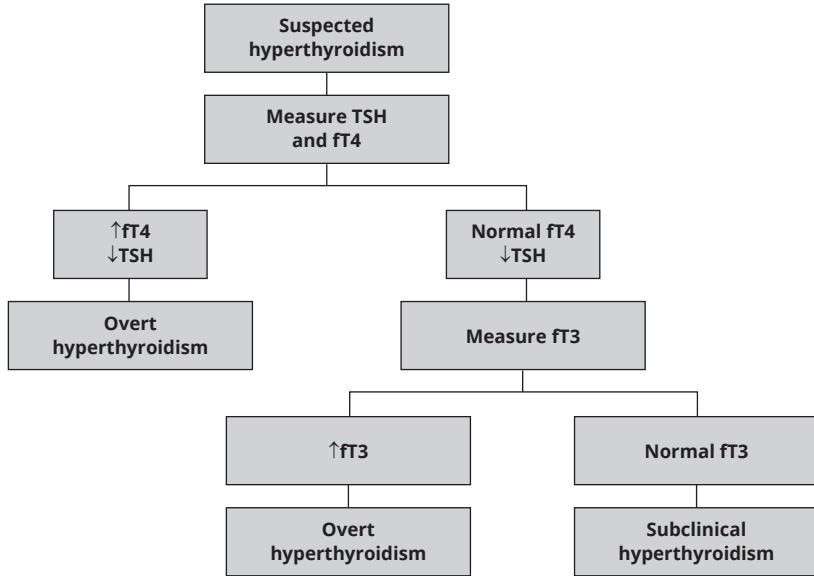 Suspected
hyperthyroidism
Measure TSH
and fT4
↑fT4
↓TSH
Normal fT4
↓TSH
Overt
hyperthyroidism
Measure fT3
↑fT3
Normal fT3
Overt
hyperthyroidism
Subclinical
hyperthyroidism